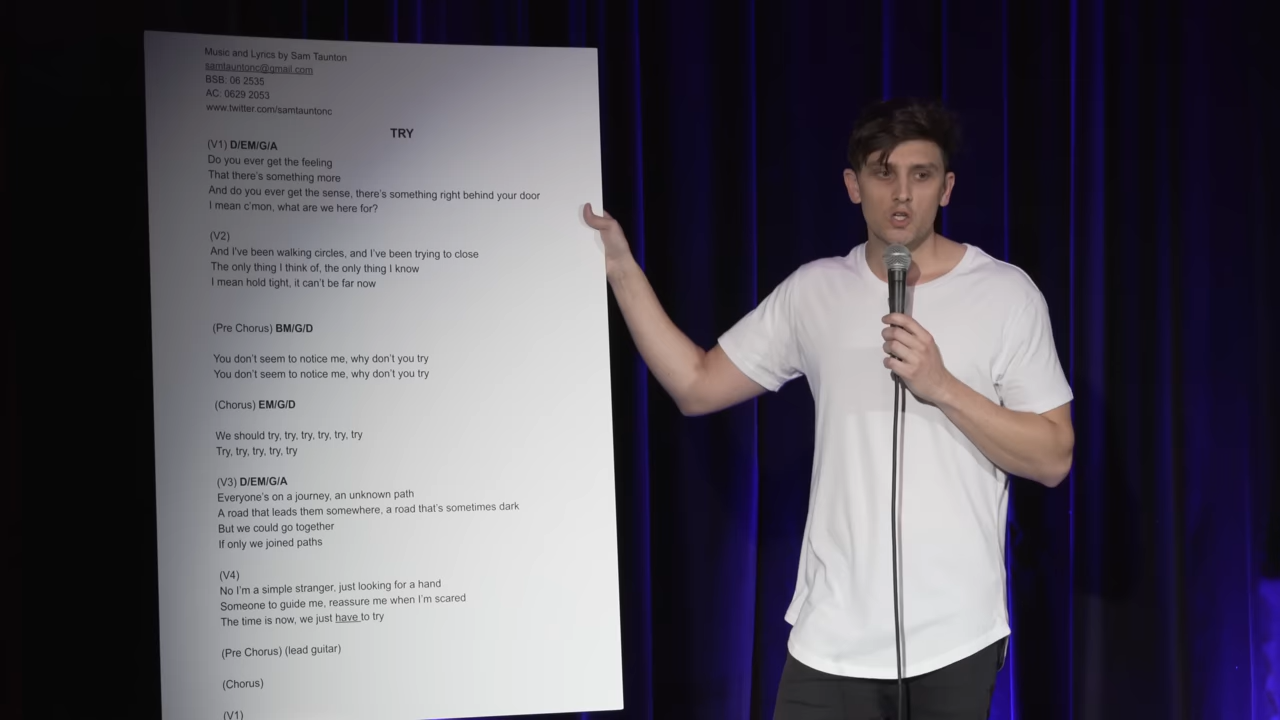 Music and Lyrics by Sam Taunton
samtauntonc@gmail.com
BSB: 06 2535
AC: 0629 2053
www.twitter.com/samtauntonc
TRY
(V1) D/EM/G/A
Do you ever get the feeling
That there's something more
And do you ever get the sense, there's something right behind your door
I mean c'mon, what are we here for?
(V2)
And I've been walking circles, and I've been trying to close
The only thing I think of, the only thing I know
I mean hold tight, it can't be far now
(Pre Chorus) BM/G/D
You don't seem to notice me, why don't you try
You don't seem to notice me, why don't you try
(Chorus) EM/G/D
We should try, try, try, try, try, try
Try, try, try, try, try
(V3) D/EM/G/A
Everyone's on a journey, an unknown path
A road that leads them somewhere, a road that's sometimes dark
But we could go together
If only we joined paths
(V4)
No I'm a simple stranger, just looking for a hand
Someone to guide me, reassure me when I'm scared
The time is now, we just have to try
(Pre Chorus) (lead guitar)
(Chorus)
(V1)